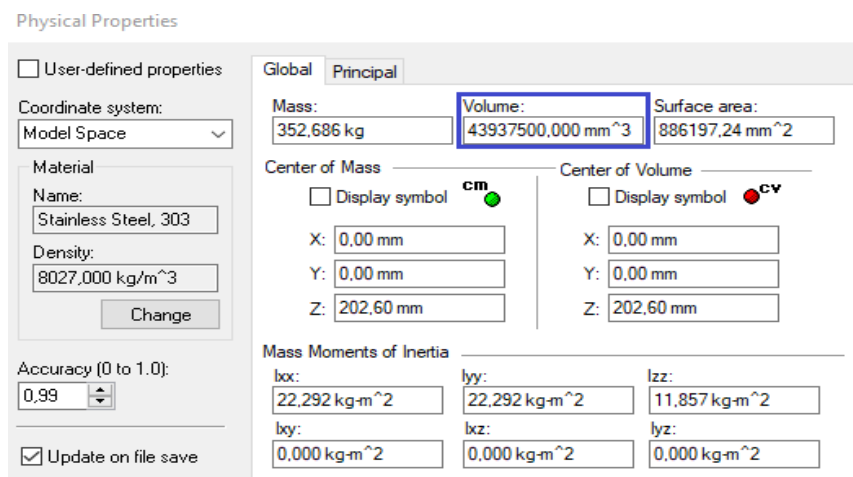 Physical Properties
User-defined properties
Coordinate system:
Model Space
Material
Name:
Stainless Steel, 303
Density:
8027,000 kg/m^3
Change
Accuracy (0 to 1.0):
0,99
Update on file save
Global Principal
Mass: Volume: Surface area:
352,686 kg 43937500,000 mm^3 886197,24 mm^2
Center of Mass Center of Volume
Display symbol cm Display symbol cv
X: 0,00 mm X: 0,00 mm
Y: 0,00 mm Y: 0,00 mm
Z: 202,60 mm Z: 202,60 mm
Mass Moments of Inertia
Ixx: Iyy: Izz:
22,292 kg-m^2 22,292 kg-m^2 11,857 kg-m^2
Ixy: Ixz: Iyz:
0,000 kg-m^2 0,000 kg-m^2 0,000 kg-m^2